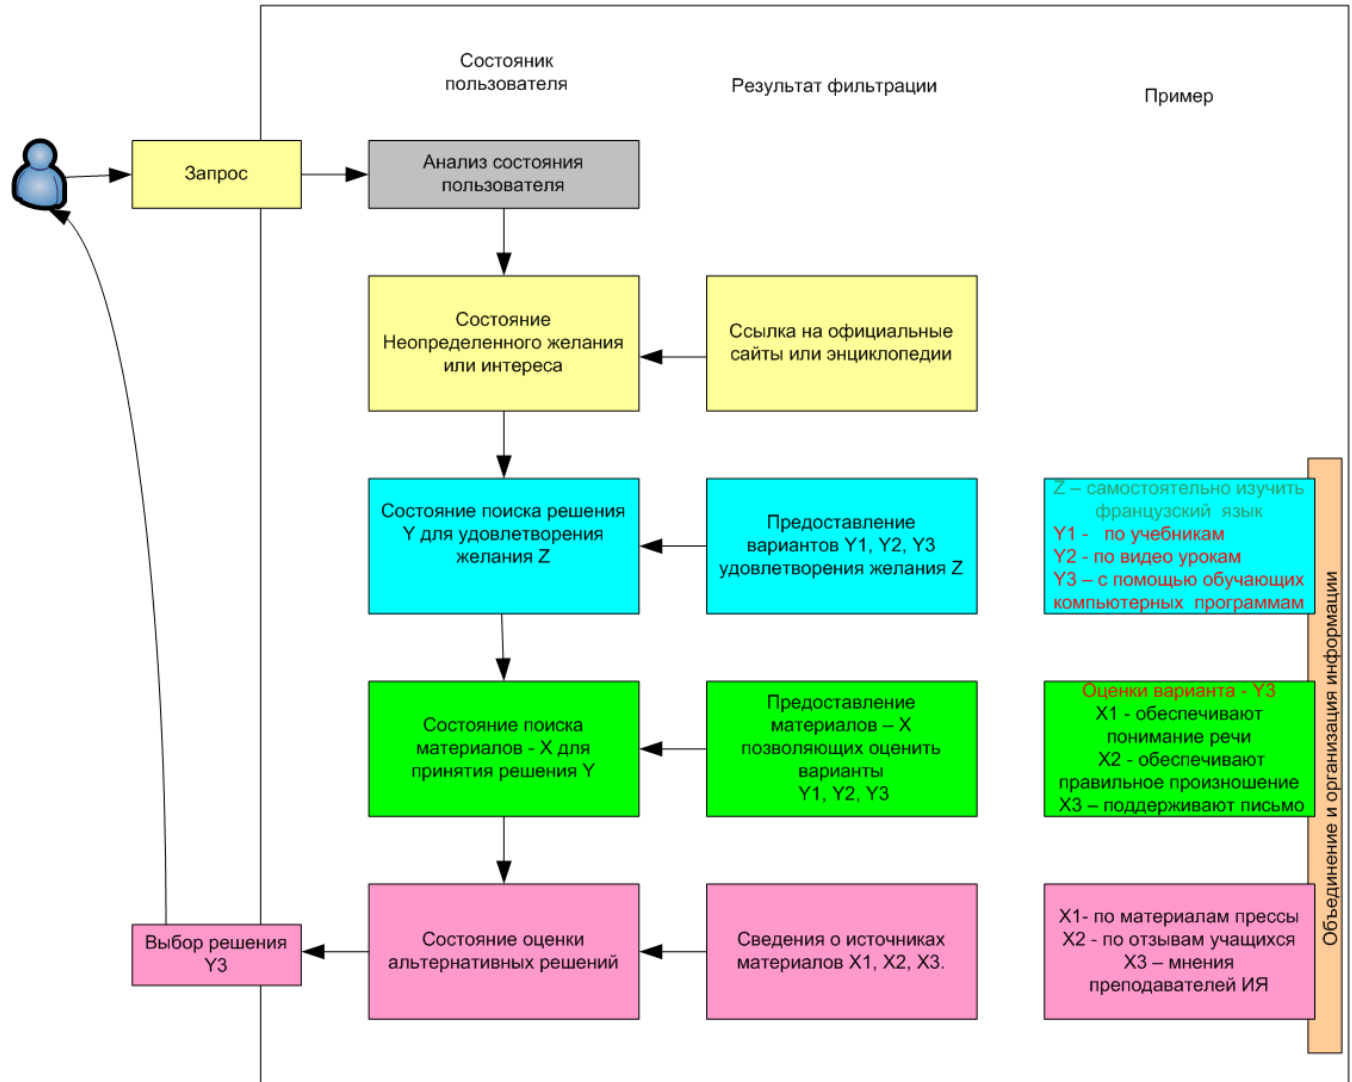 Состояник
пользователя
Результат фильтрации
Пример
Запрос
Анализ состояния
пользователя
Состояние
Неопределенного желания
или интереса
Ссылка на официальные
сайты или энциклопедии
Состояние поиска решения
Y для удовлетворения
желания Z
Предоставление
вариантов Y1, Y2, Y3
удовлетворения желания Z
Z – самостоятельно изучить
французский язык
Y1 - по учебникам
Y2 - по видео урокам
Y3 – с помощью обучающих
компьютерных программам
Состояние поиска
материалов - X для
принятия решения Y
Предоставление
материалов – X
позволяющих оценить
варианты
Y1, Y2, Y3
Оценки варианта - Y3
X1 - обеспечивают
понимание речи
X2 - обеспечивают
правильное произношение
X3 – поддерживают письмо
Объединение и организация информации
Выбор решения
Y3
Состояние оценки
альтернативных решений
Сведения о источниках
материалов X1, X2, X3.
X1- по материалам прессы
X2 - по отзывам учащихся
X3 – мнения
преподавателей ИЯ